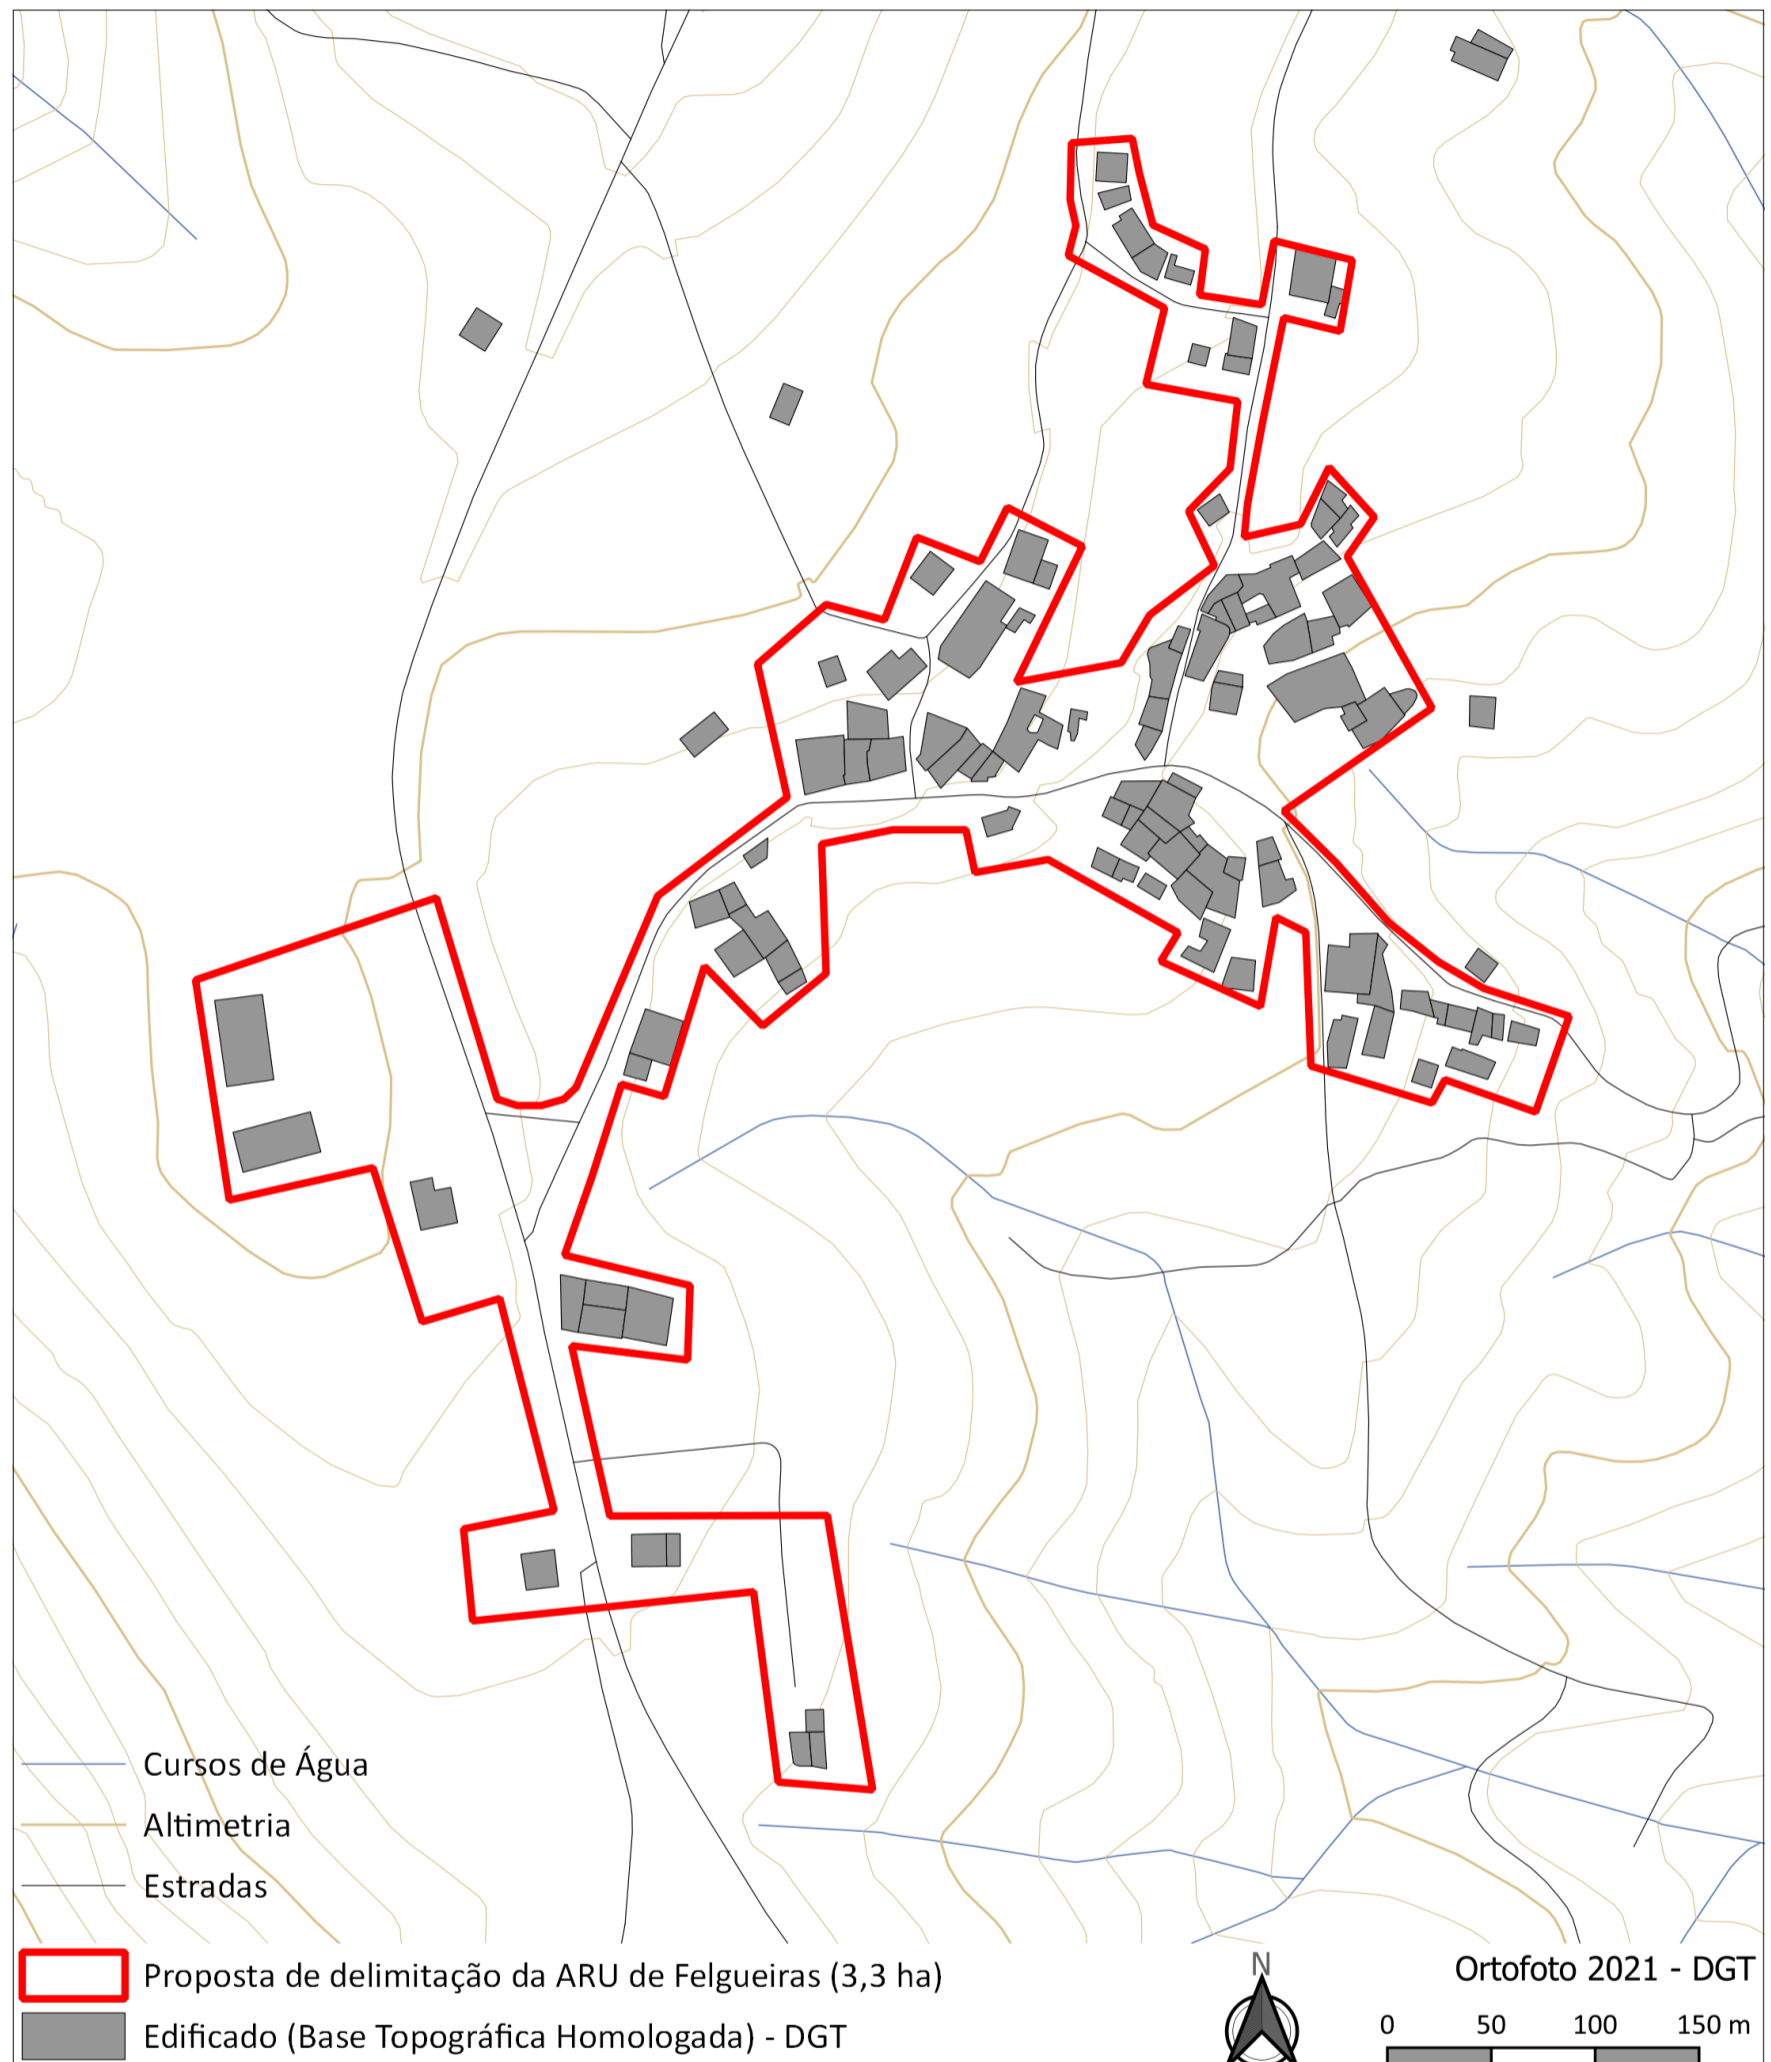 Cursos de Água
Altimetria
Estradas
Proposta de delimitação da ARU de Felgueiras (3,3 ha)
Edificado (Base Topográfica Homologada) - DGT
N
Ortofoto 2021 - DGT
0 50 100 150 m